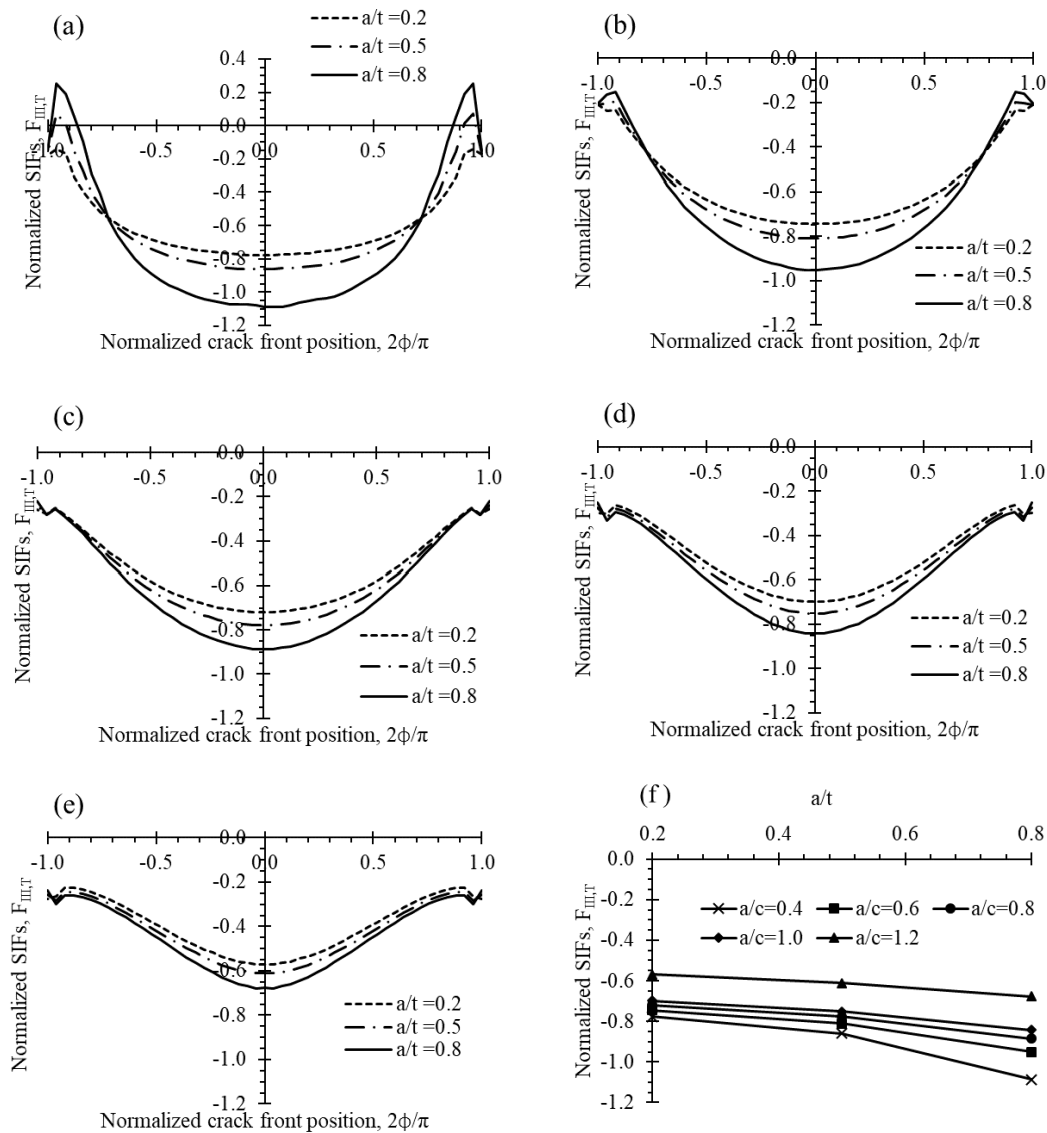 (a)
a/t =0.2
a/t =0.5
a/t =0.8
0.4
0.2
0.0
-0.2
-0.4
-0.6
-0.8
-1.0
-1.2
-1.0
-0.5
0.0
0.5
1.0
Normalized SIFs, F_III,T
Normalized crack front position, 2ϕ/π
(b)
0.0
-0.2
-0.4
-0.6
-0.8
-1.0
-1.2
-1.0
-0.5
0.0
0.5
1.0
a/t =0.2
a/t =0.5
a/t =0.8
Normalized SIFs, F_III,T
Normalized crack front position, 2ϕ/π
(c)
0.0
-0.2
-0.4
-0.6
-0.8
-1.0
-1.2
-1.0
-0.5
0.0
0.5
1.0
a/t =0.2
a/t =0.5
a/t =0.8
Normalized SIFs, F_III,T
Normalized crack front position, 2ϕ/π
(d)
0.0
-0.2
-0.4
-0.6
-0.8
-1.0
-1.2
-1.0
-0.5
0.0
0.5
1.0
a/t =0.2
a/t =0.5
a/t =0.8
Normalized SIFs, F_III,T
Normalized crack front position, 2ϕ/π
(e)
0.0
-0.2
-0.4
-0.6
-0.8
-1.0
-1.2
-1.0
-0.5
0.0
0.5
1.0
a/t =0.2
a/t =0.5
a/t =0.8
Normalized SIFs, F_III,T
Normalized crack front position, 2ϕ/π
(f)
a/t
0.2
0.4
0.6
0.8
0.0
-0.2
-0.4
-0.6
-0.8
-1.0
-1.2
a/c=0.4
a/c=0.6
a/c=0.8
a/c=1.0
a/c=1.2
Normalized SIFs, F_III,T